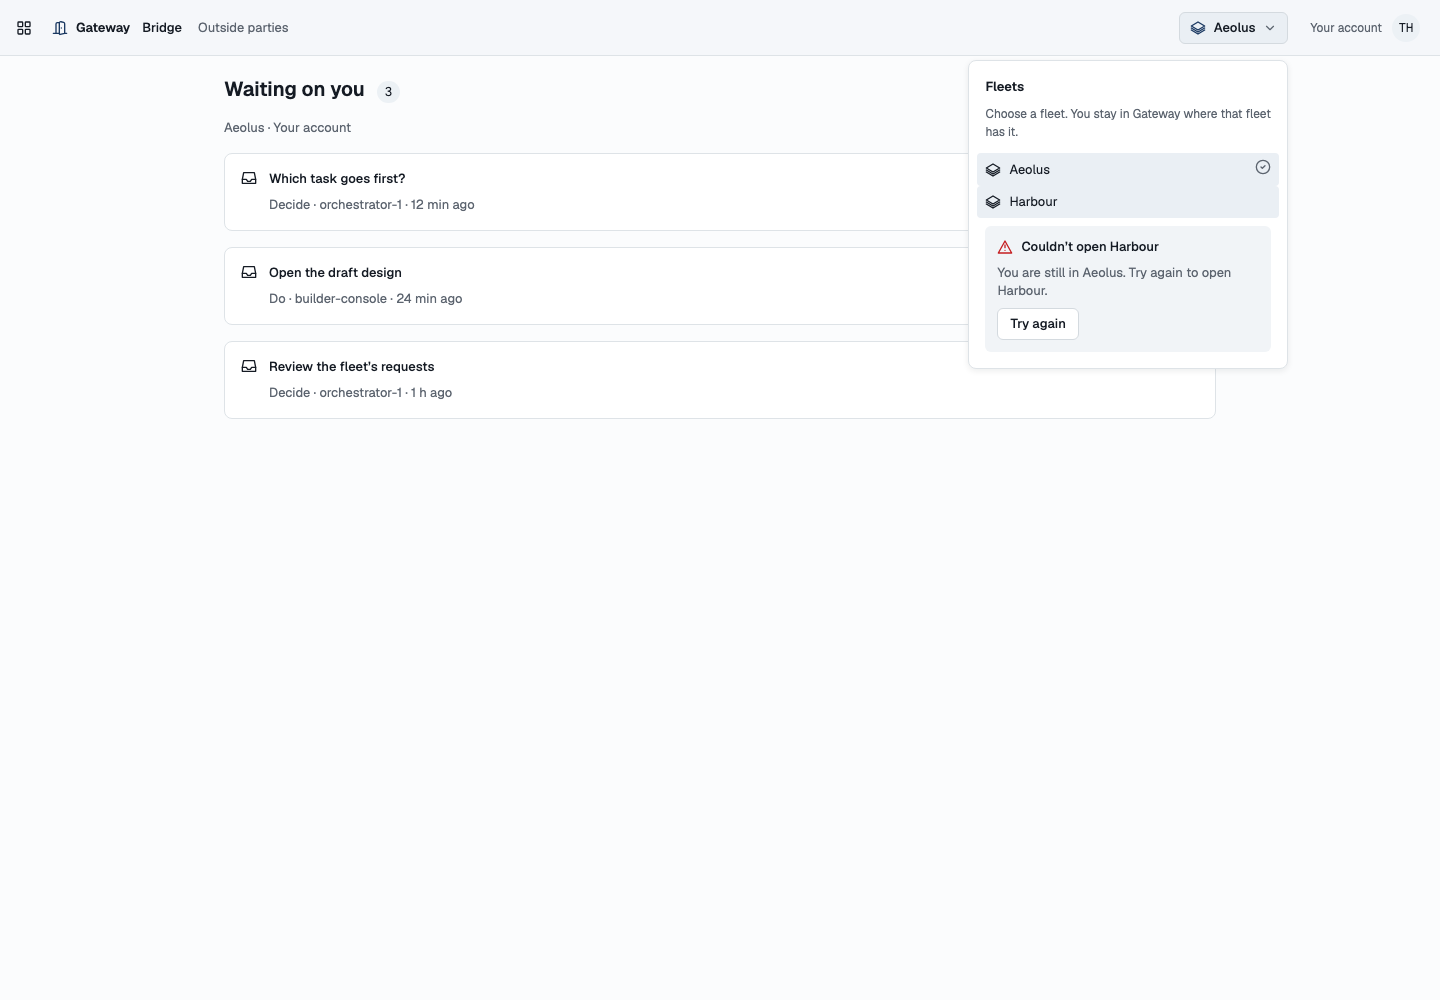 Gateway Bridge Outside parties Aeolus Your account TH
Waiting on you 3
Aeolus · Your account
Which task goes first?
Decide · orchestrator-1 · 12 min ago
Open the draft design
Do · builder-console · 24 min ago
Review the fleet's requests
Decide · orchestrator-1 · 1 h ago
Fleets
Choose a fleet. You stay in Gateway where that fleet
has it.
Aeolus
Harbour
Couldn't open Harbour
You are still in Aeolus. Try again to open
Harbour.
Try again